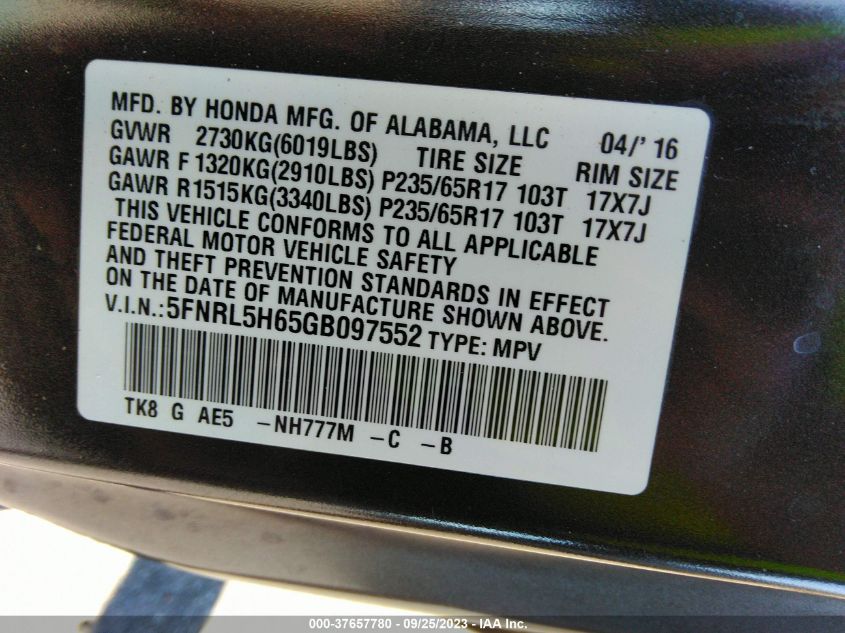 MFD. BY HONDA MFG. OF ALABAMA, LLC 04/' 16
GVWR 2730KG(6019LBS) TIRE SIZE RIM SIZE
GAWR F 1320KG(2910LBS) P235/65R17 103T 17X7J
GAWR R1515KG(3340LBS) P235/65R17 103T 17X7J
THIS VEHICLE CONFORMS TO ALL APPLICABLE
FEDERAL MOTOR VEHICLE SAFETY
AND THEFT PREVENTION STANDARDS IN EFFECT
ON THE DATE OF MANUFACTURE SHOWN ABOVE.
V.I.N.:5FNRL5H65GB097552 TYPE: MPV
TK8 G AE5 -NH777M -C -B
000-37657780 - 09/25/2023 - IAA Inc.